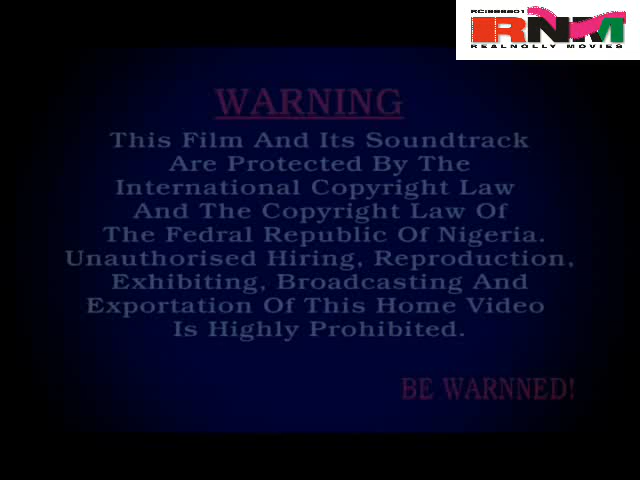 RC:898801
RNM
REALNOLLY MOVIES
WARNING
This Film And Its Soundtrack
Are Protected By The
International Copyright Law
And The Copyright Law Of
The Fedral Republic Of Nigeria.
Unauthorised Hiring, Reproduction,
Exhibiting, Broadcasting And
Exportation Of This Home Video
Is Highly Prohibited.
BE WARNNED!